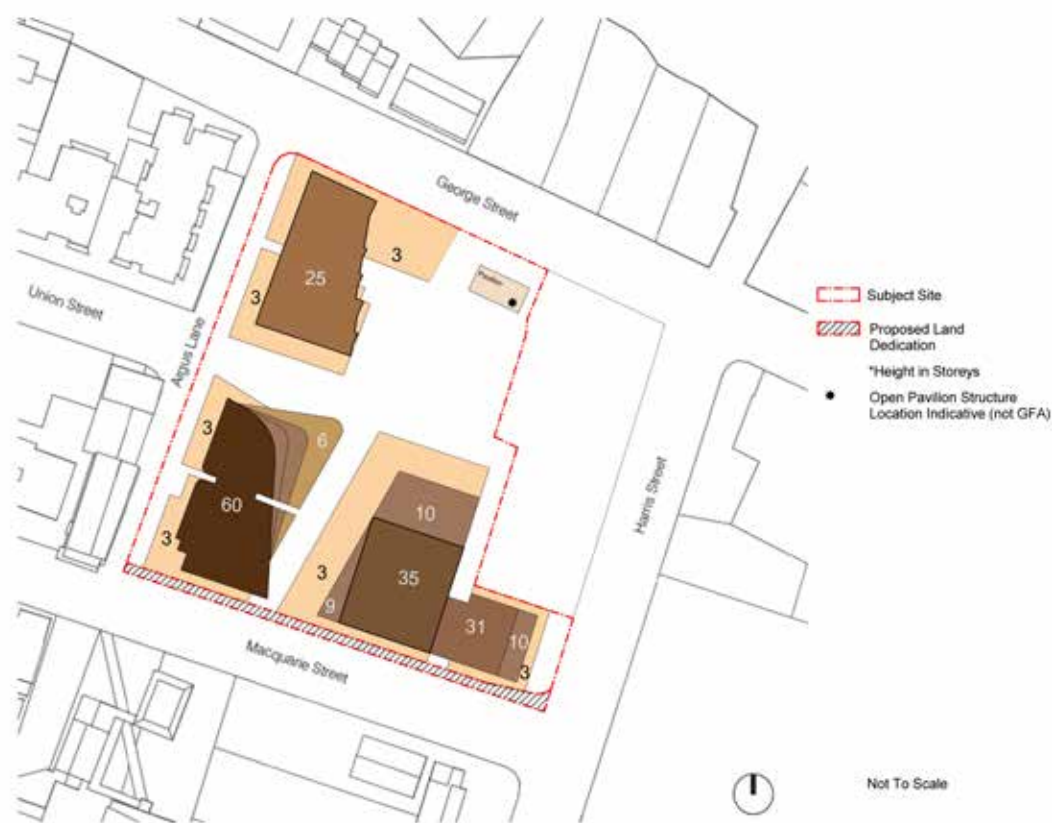 George Street
3
Pavilion
25
3
Union Street
Argus Lane
3
6
60
3
10
35
3
9
31
10
3
Harris Street
Macquarie Street
Subject Site
Proposed Land
Dedication
*Height in Storeys
Open Pavilion Structure
Location Indicative (not GFA)
Not To Scale